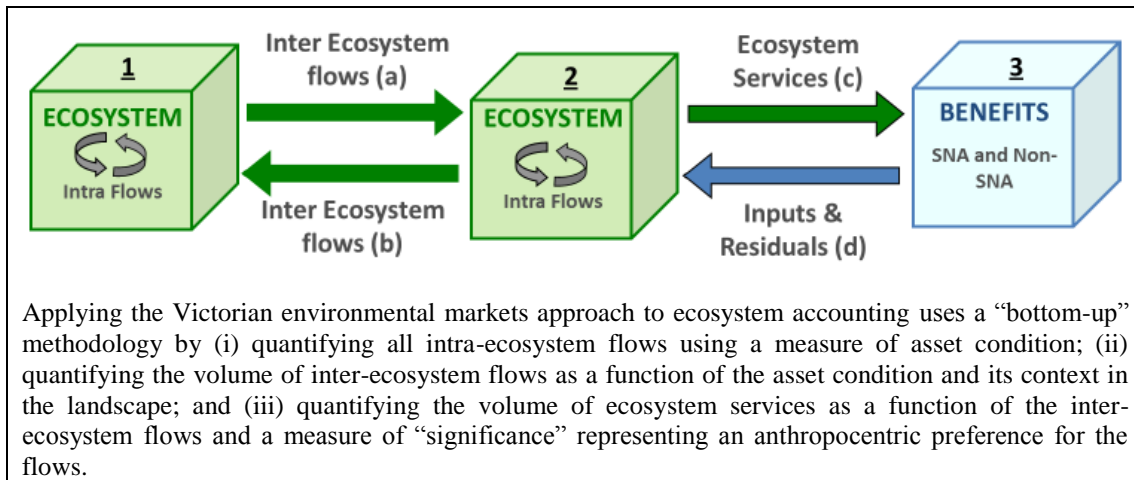 1
ECOSYSTEM
Intra Flows
Inter Ecosystem
flows (a)
Inter Ecosystem
flows (b)
2
ECOSYSTEM
Intra Flows
Ecosystem
Services (c)
Inputs &
Residuals (d)
3
BENEFITS
SNA and Non-
SNA
Applying the Victorian environmental markets approach to ecosystem accounting uses a “bottom-up”
methodology by (i) quantifying all intra-ecosystem flows using a measure of asset condition; (ii)
quantifying the volume of inter-ecosystem flows as a function of the asset condition and its context in
the landscape; and (iii) quantifying the volume of ecosystem services as a function of the inter-
ecosystem flows and a measure of “significance” representing an anthropocentric preference for the
flows.